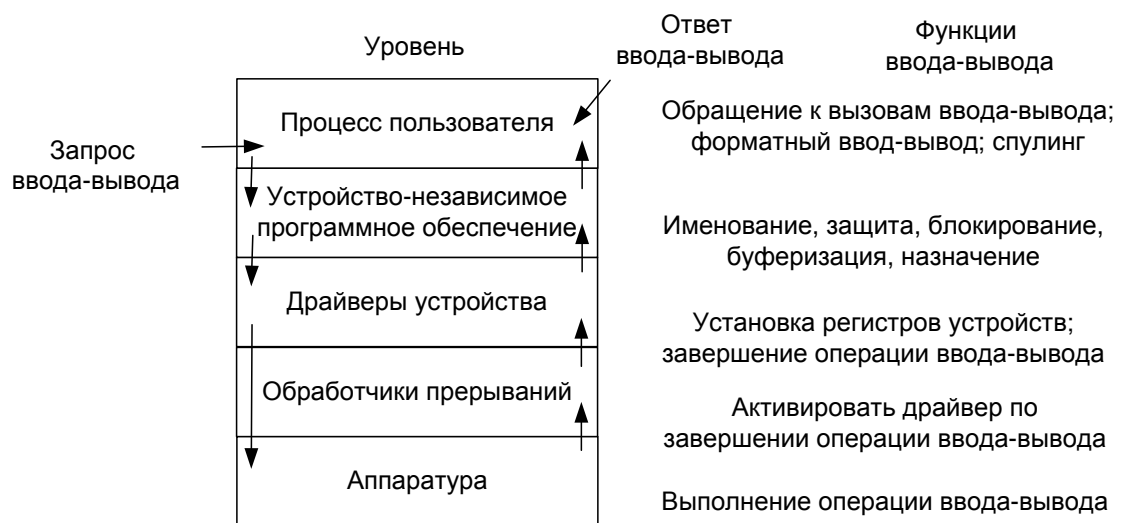 Уровень
Ответ
ввода-вывода
Функции
ввода-вывода
Запрос
ввода-вывода
Процесс пользователя
Обращение к вызовам ввода-вывода;
форматный ввод-вывод; спулинг
Устройство-независимое
программное обеспечение
Именование, защита, блокирование,
буферизация, назначение
Драйверы устройства
Установка регистров устройств;
завершение операции ввода-вывода
Обработчики прерываний
Активировать драйвер по
завершении операции ввода-вывода
Аппаратура
Выполнение операции ввода-вывода